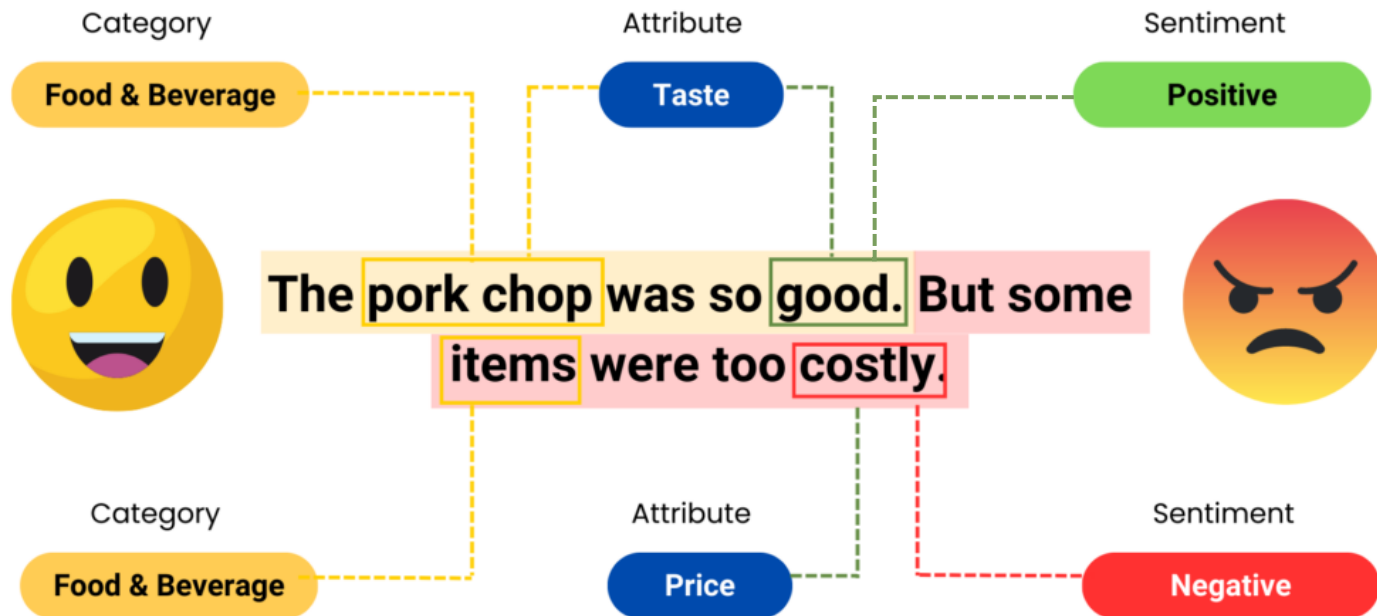 Category Attribute Sentiment
Food & Beverage Taste Positive
The pork chop was so good. But some
items were too costly.
Category Attribute Sentiment
Food & Beverage Price Negative